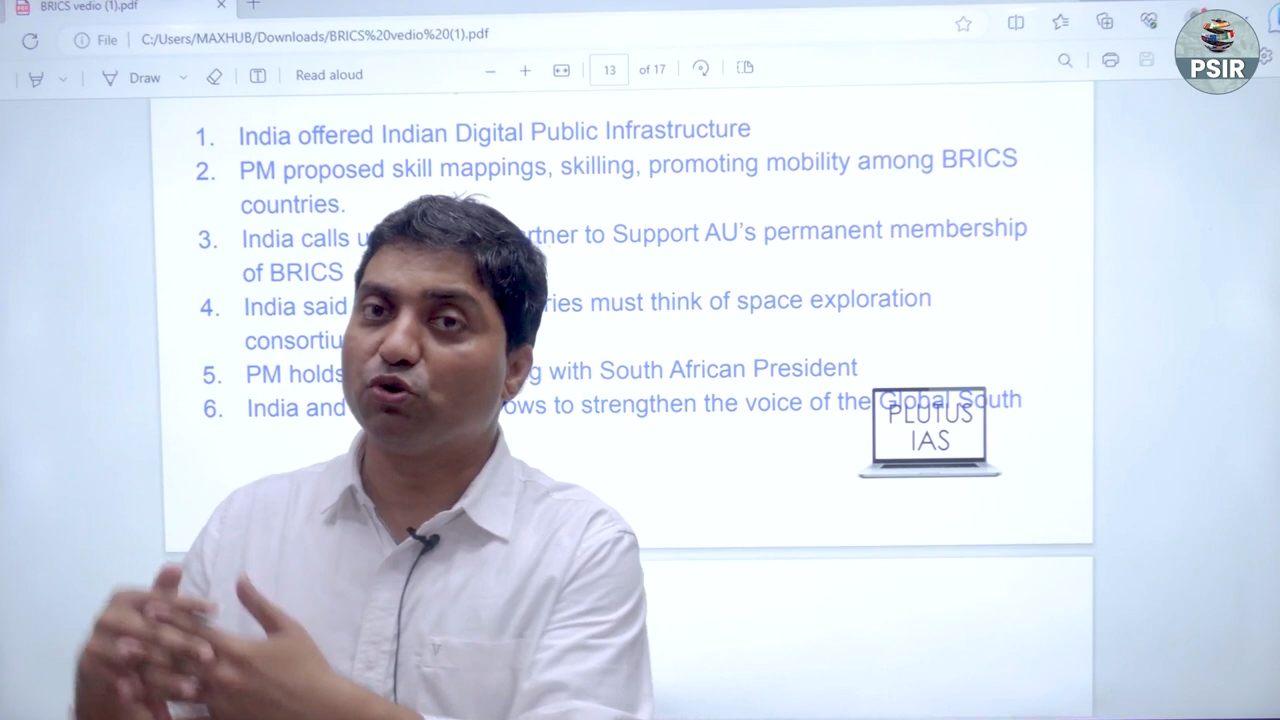 BRICS vedio (1).pdf
File
C:/Users/MAXHUB/Downloads/BRICS%20vedio%20(1).pdf
Draw
Read aloud
13
of 17
PSIR
1. India offered Indian Digital Public Infrastructure
2. PM proposed skill mappings, skilling, promoting mobility among BRICS
countries.
3. India calls to Support AU's permanent membership
of BRICS
4. India said must think of space exploration
5. PM holds with South African President
6. India and to strengthen the voice of the Global South
PLUTUS
IAS